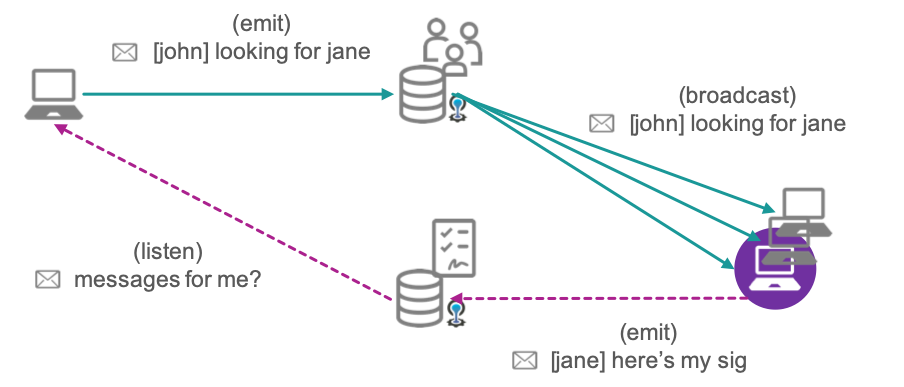 (emit)
[john] looking for jane
(broadcast)
[john] looking for jane
(listen)
messages for me?
(emit)
[jane] here’s my sig